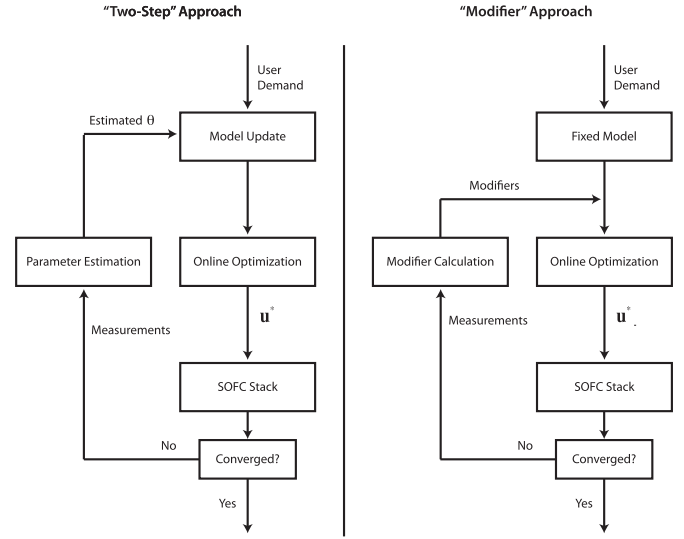 "Two-Step" Approach
User
Demand
Estimated θ
Model Update
Parameter Estimation
Online Optimization
u*
Measurements
SOFC Stack
No
Converged?
Yes
"Modifier" Approach
User
Demand
Fixed Model
Modifiers
Modifier Calculation
Online Optimization
u*.
Measurements
SOFC Stack
No
Converged?
Yes